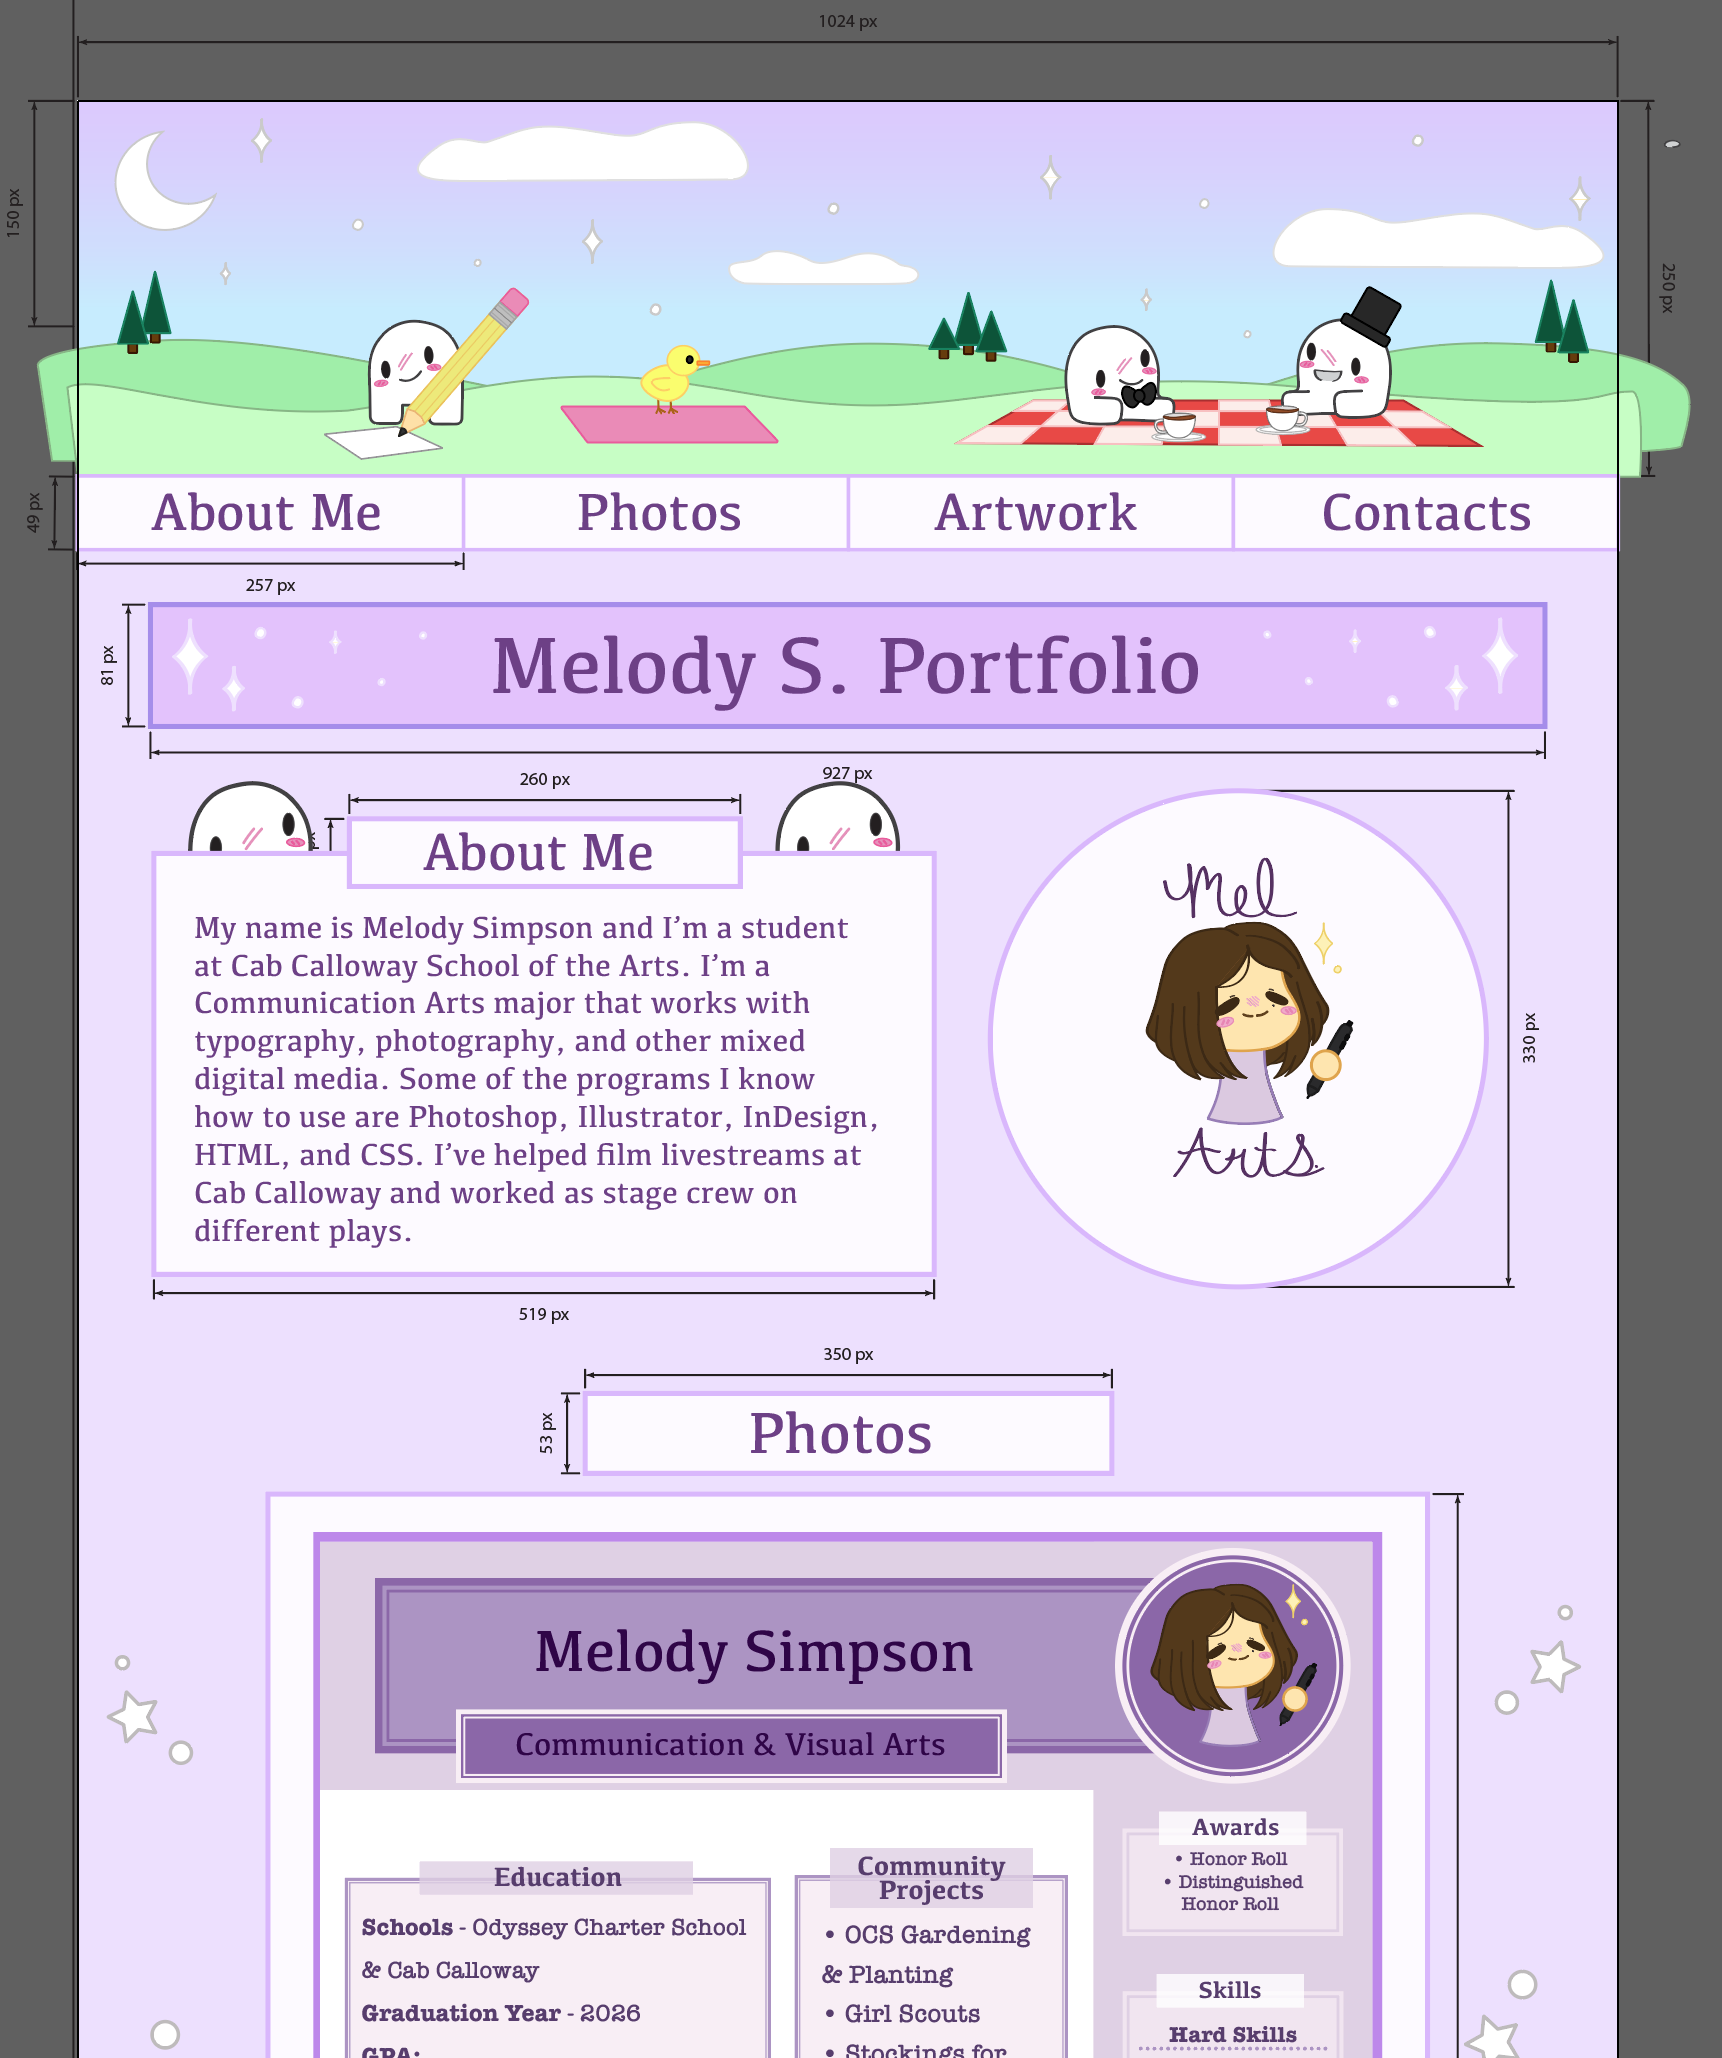 1024 px
150 px
250 px
About Me
Photos
Artwork
Contacts
49 px
257 px
81 px
Melody S. Portfolio
927 px
260 px
About Me
My name is Melody Simpson and I’m a student
at Cab Calloway School of the Arts. I’m a
Communication Arts major that works with
typography, photography, and other mixed
digital media. Some of the programs I know
how to use are Photoshop, Illustrator, InDesign,
HTML, and CSS. I’ve helped film livestreams at
Cab Calloway and worked as stage crew on
different plays.
519 px
Mel
Arts
330 px
350 px
53 px
Photos
Melody Simpson
Communication & Visual Arts
Education
Schools - Odyssey Charter School
& Cab Calloway
Graduation Year - 2026
GPA:
Community
Projects
• OCS Gardening
& Planting
• Girl Scouts
• Stockings for
Awards
• Honor Roll
• Distinguished
Honor Roll
Skills
Hard Skills